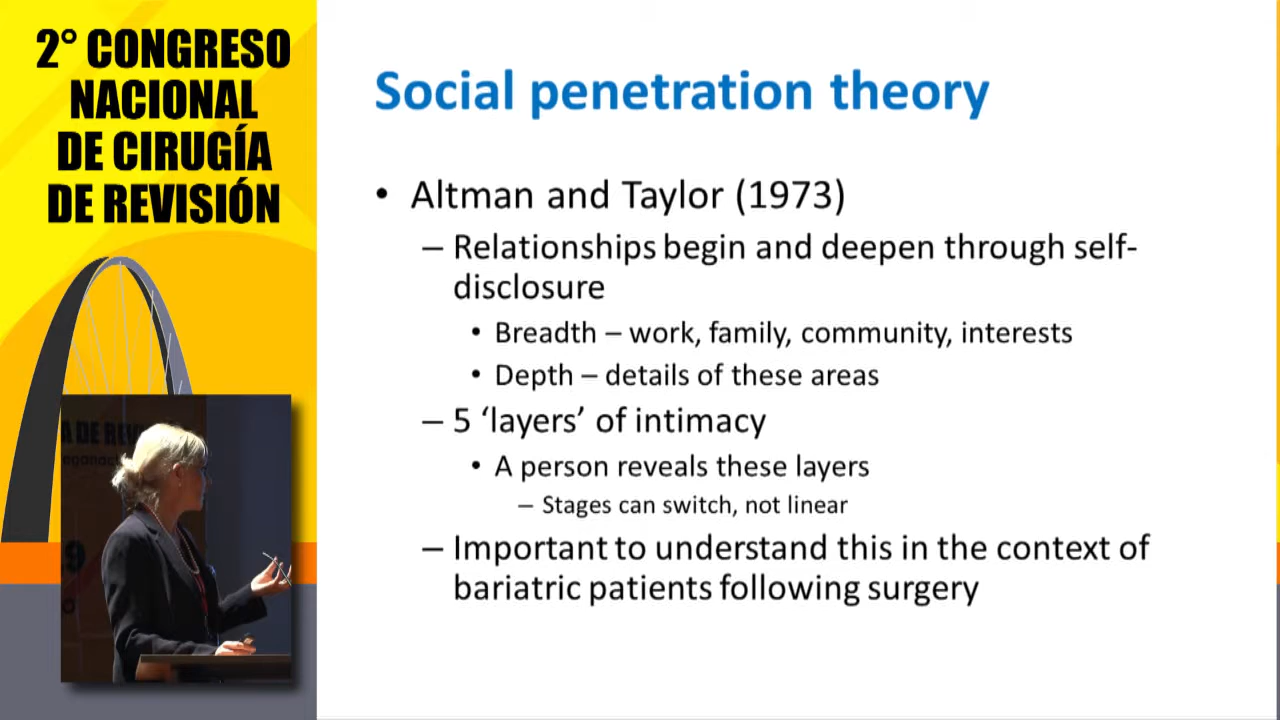 2° CONGRESO
NACIONAL
DE CIRUGÍA
DE REVISIÓN
Social penetration theory
• Altman and Taylor (1973)
– Relationships begin and deepen through self-
disclosure
• Breadth – work, family, community, interests
• Depth – details of these areas
– 5 ‘layers’ of intimacy
• A person reveals these layers
– Stages can switch, not linear
– Important to understand this in the context of
bariatric patients following surgery